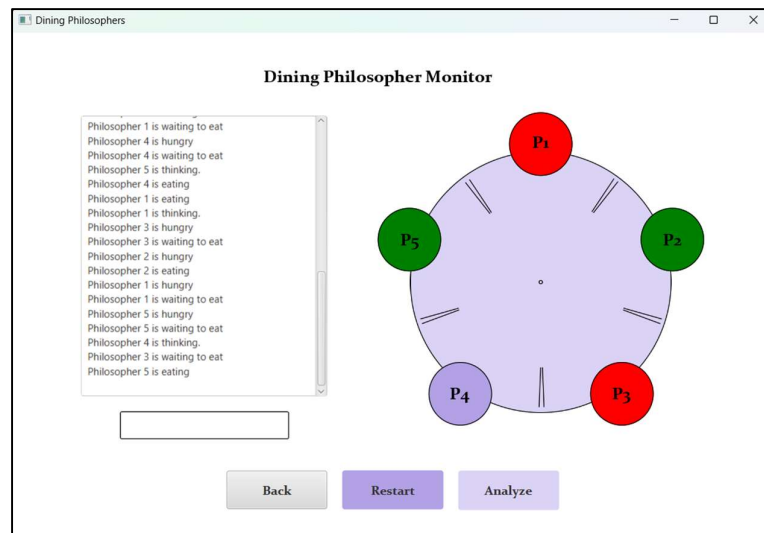 Dining Philosophers
Dining Philosopher Monitor
Philosopher 1 is waiting to eat
Philosopher 4 is hungry
Philosopher 4 is waiting to eat
Philosopher 5 is thinking.
Philosopher 4 is eating
Philosopher 1 is eating
Philosopher 1 is thinking.
Philosopher 3 is hungry
Philosopher 3 is waiting to eat
Philosopher 2 is hungry
Philosopher 2 is eating
Philosopher 1 is hungry
Philosopher 1 is waiting to eat
Philosopher 5 is hungry
Philosopher 5 is waiting to eat
Philosopher 4 is thinking.
Philosopher 3 is waiting to eat
Philosopher 5 is eating
P1
P5
P2
P4
P3
Back
Restart
Analyze